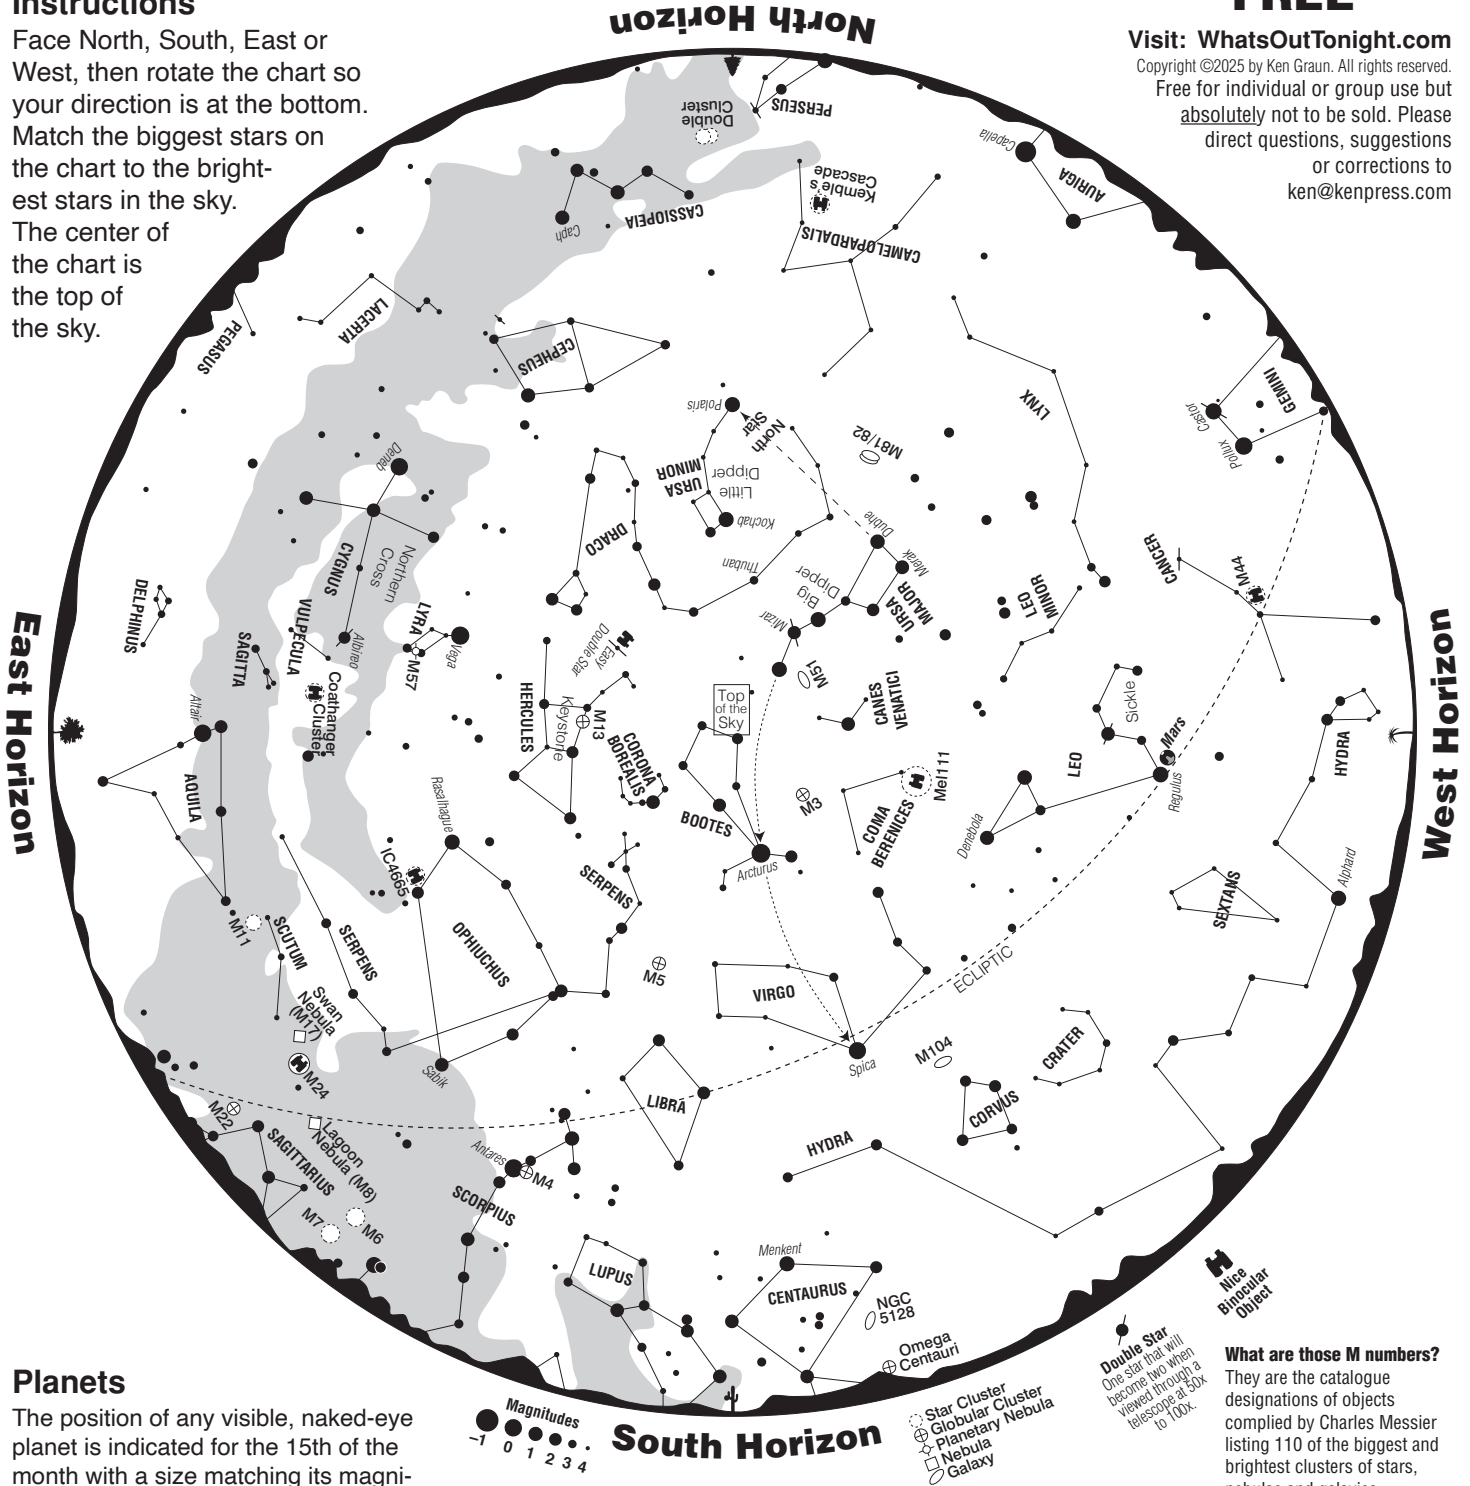 Instructions
Face North, South, East or
West, then rotate the chart so
your direction is at the bottom.
Match the biggest stars on
the chart to the bright-
est stars in the sky.
The center of
the chart is
the top of
the sky.
North Horizon
FREE
Visit: WhatsOutTonight.com
Copyright ©2025 by Ken Graun. All rights reserved.
Free for individual or group use but
absolutely not to be sold. Please
direct questions, suggestions
or corrections to
ken@kenpress.com
PERSEUS
Double
Cluster
Capella
AURIGA
Kemble's
Cascade
CASSIOPEIA
Caph
CAMELOPARDALIS
LACERTA
PEGASUS
CEPHEUS
Polaris
North
Star
M81/82
LYNX
GEMINI
Castor
Pollux
Deneb
URSA
MINOR
Little
Dipper
Kochab
DRACO
Thuban
Dubhe
Merak
Big
Dipper
URSA
MAJOR
Mizar
M51
CYGNUS
Northern
Cross
DELPHINUS
VULPECULA
SAGITTA
Albireo
LYRA
M57
Vega
Easy
Double Star
LEO
MINOR
CANCER
M44
East Horizon
West Horizon
Altair
Coathanger
Cluster
HERCULES
Keystone
M13
CORONA
BOREALIS
Top
of the
Sky
CANES
VENATICI
Sickle
Mars
LEO
Regulus
HYDRA
AQUILA
Rasalhague
BOOTES
M3
Mel111
COMA
BERENICES
Denebola
Arcturus
IC4665
SERPENS
SEXTANS
Alphard
M11
SCUTUM
SERPENS
OPHIUCHUS
M5
VIRGO
ECLIPTIC
Swan
Nebula
(M17)
M24
Sabik
Spica
M104
CRATER
M22
LIBRA
CORVUS
Lagoon
Nebula (M8)
SAGITTARIUS
Antares
M4
HYDRA
SCORPIUS
M7
M6
LUPUS
Menkent
CENTAURUS
NGC
5128
Omega
Centauri
Nice
Binocular
Object
Double Star
One star that will
become two when
viewed through a
telescope at 50x
to 100x.
Planets
The position of any visible, naked-eye
planet is indicated for the 15th of the
month with a size matching its magni-
Magnitudes
–1 0 1 2 3 4
South Horizon
Star Cluster
Globular Cluster
Planetary Nebula
Nebula
Galaxy
What are those M numbers?
They are the catalogue
designations of objects
complied by Charles Messier
listing 110 of the biggest and
brightest clusters of stars,
nebulae and galaxies